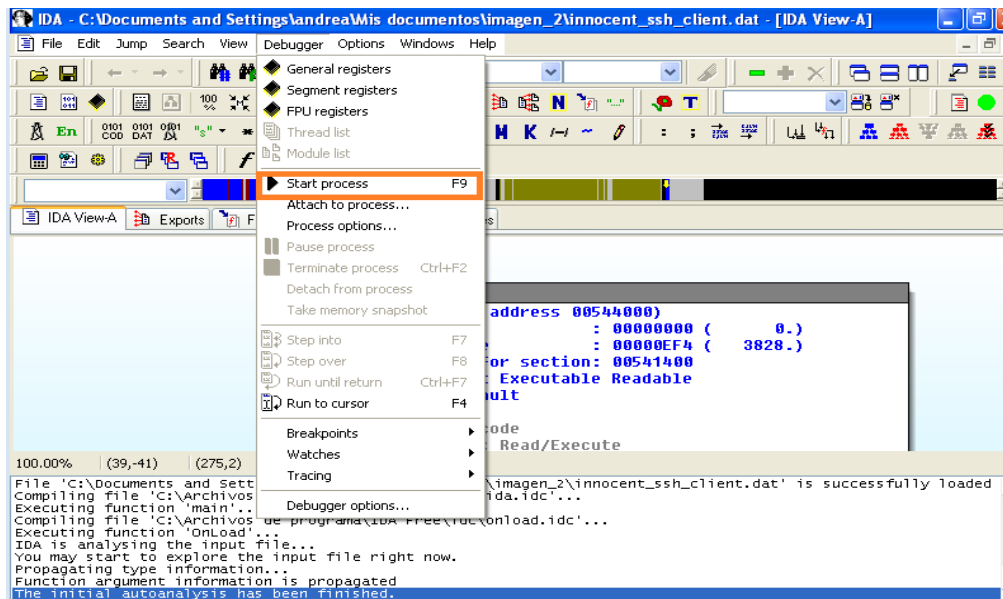 IDA - C:\Documents and Settings\andrea\Mis documentos\imagen_2\innocent_ssh_client.dat - [IDA View-A]
File Edit Jump Search View Debugger Options Windows Help
General registers
Segment registers
FPU registers
Thread list
Module list
Start process F9
Attach to process...
Process options...
Pause process
Terminate process Ctrl+F2
Detach from process
Take memory snapshot
Step into F7
Step over F8
Run until return Ctrl+F7
Run to cursor F4
Breakpoints
Watches
Tracing
Debugger options...
En
IDA View-A Exports F
address 00544000)
: 00000000 ( 0.)
: 00000EF4 ( 3828.)
or section: 00541400
: Executable Readable
ult
code
: Read/Execute
100.00% (39,-41) (275,2)
File 'C:\Documents and Sett \imagen_2\innocent_ssh_client.dat' is successfully loaded
Compiling file 'C:\Archivos ida.idc'...
Executing function 'main'..
Compiling file 'C:\Archivos de programa\IDA Free\idc\onload.idc'...
Executing function 'OnLoad'...
IDA is analysing the input file...
You may start to explore the input file right now.
Propagating type information...
Function argument information is propagated
The initial autoanalysis has been finished.